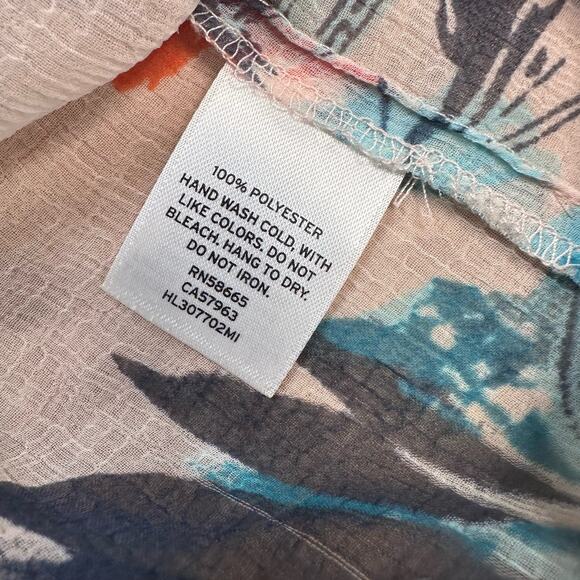 100% POLYESTER
HAND WASH COLD, WITH
LIKE COLORS. DO NOT
BLEACH. HANG TO DRY.
DO NOT IRON.
RN58665
CA57963
HL307702MI